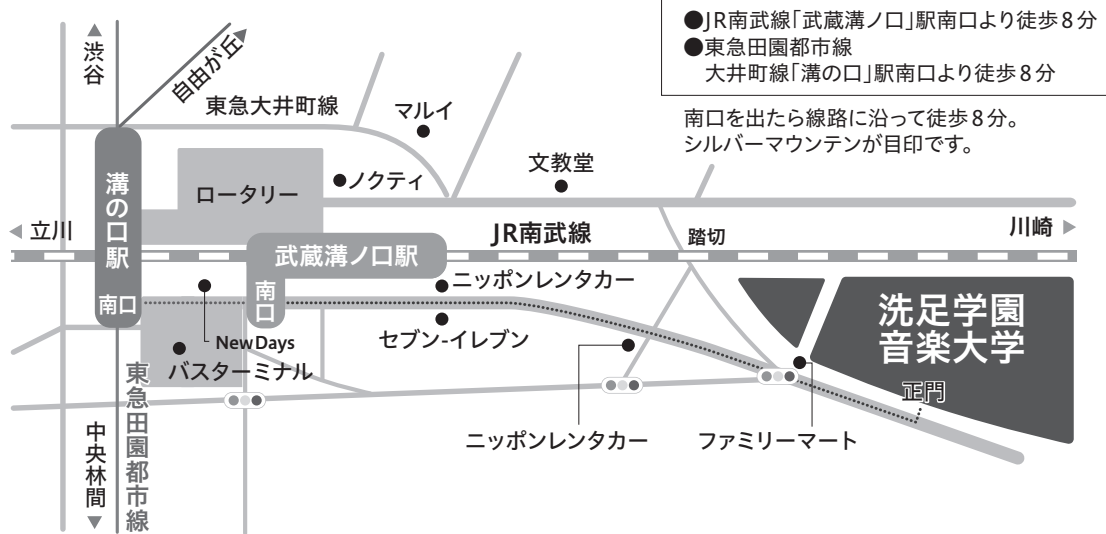 ●JR南武線「武蔵溝ノ口」駅南口より徒歩8分
●東急田園都市線
大井町線「溝の口」駅南口より徒歩8分
南口を出たら線路に沿って徒歩8分。
シルバーマウンテンが目印です。
渋谷
自由が丘
東急大井町線
マルイ
文教堂
ノクティ
ロータリー
溝の口駅
南口
立川
JR南武線
踏切
川崎
武蔵溝ノ口駅
南口
ニッポンレンタカー
セブン-イレブン
NewDays
バスターミナル
洗足学園
音楽大学
正門
ニッポンレンタカー
ファミリーマート
東急田園都市線
中央林間